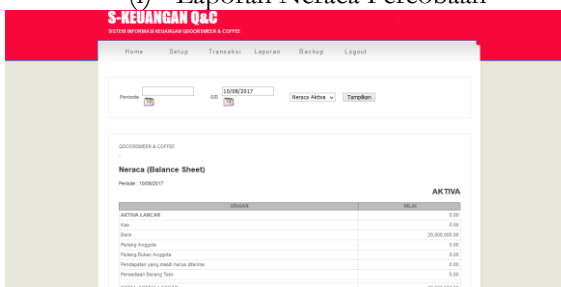 (i) Laporan Neraca Percobaan
S-KEUANGAN Q&C
SISTEM INFORMASI KEUANGAN QDOORSMEER & COFFEE
Home Setup Transaksi Laporan Backup Logout
Periode S/D 10/08/2017 Neraca Aktiva Tampilkan
QDOORSMEER & COFFEE
-
Neraca (Balance Sheet)
Periode : 10/08/2017
AKTIVA
URAIAN NILAI
AKTIVA LANCAR 0.00
Kas 0.00
Bank 20,000,000.00
Piutang Anggota 0.00
Piutang Bukan Anggota 0.00
Pendapatan yang masih harus diterima 0.00
Persediaan Barang Toko 0.00